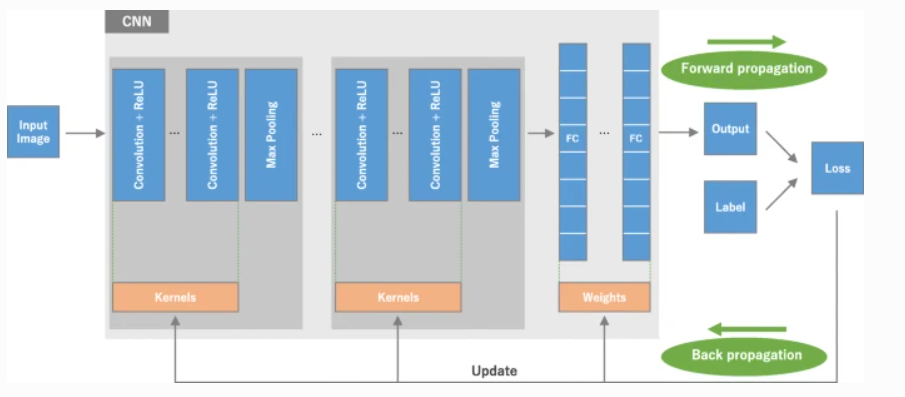 CNN
Forward propagation
Input
Image
Convolution + ReLU
...
Convolution + ReLU
Max Pooling
...
Convolution + ReLU
...
Convolution + ReLU
Max Pooling
FC
...
FC
Output
Label
Loss
Kernels
Kernels
Weights
Back propagation
Update